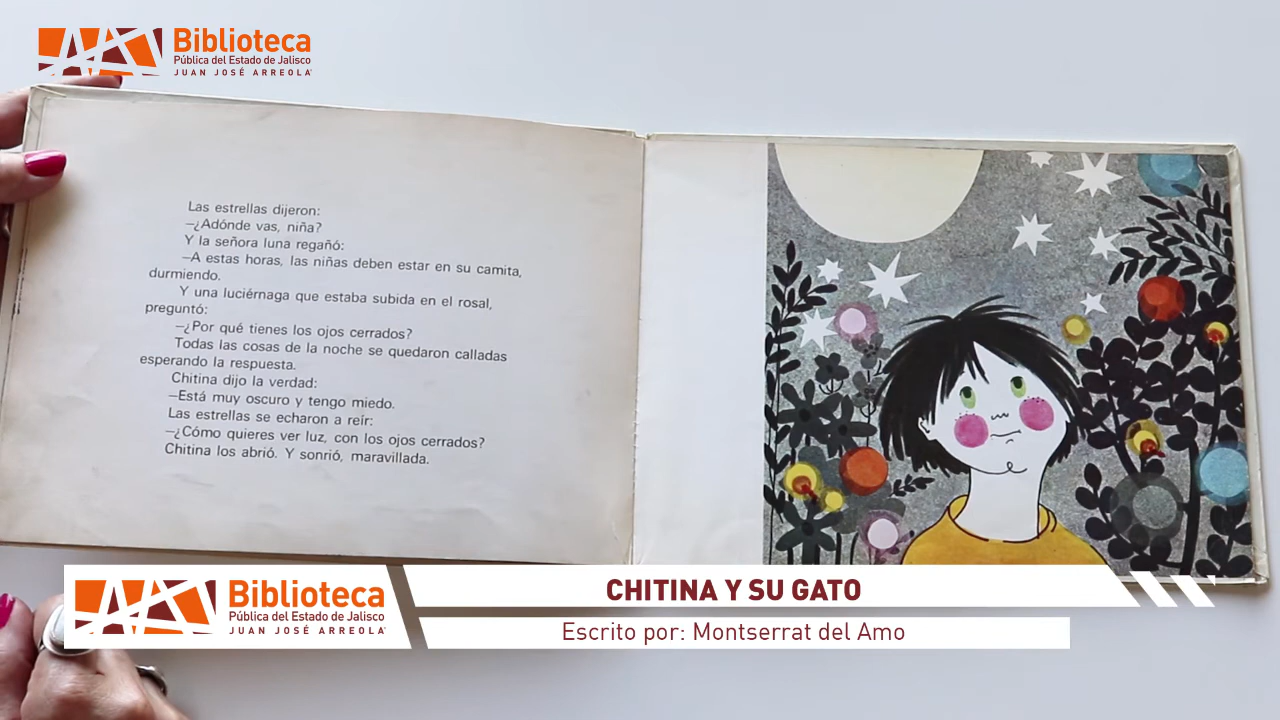 Biblioteca
Pública del Estado de Jalisco
JUAN JOSÉ ARREOLA
Las estrellas dijeron:
—¿Adónde vas, niña?
Y la señora luna regañó:
—A estas horas, las niñas deben estar en su camita,
durmiendo.
Y una luciérnaga que estaba subida en el rosal,
preguntó:
—¿Por qué tienes los ojos cerrados?
Todas las cosas de la noche se quedaron calladas
esperando la respuesta.
Chitina dijo la verdad:
—Está muy oscuro y tengo miedo.
Las estrellas se echaron a reír:
—¿Cómo quieres ver luz, con los ojos cerrados?
Chitina los abrió. Y sonrió, maravillada.
Biblioteca
Pública del Estado de Jalisco
JUAN JOSÉ ARREOLA
CHITINA Y SU GATO
Escrito por: Montserrat del Amo